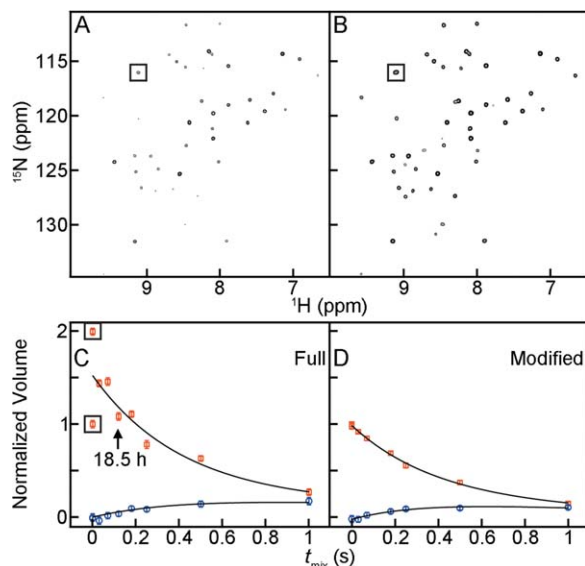 A
B
115
120
125
130
¹⁵N (ppm)
9
8
7
9
8
7
¹H (ppm)
C
Full
D
Modified
2
1
0
Normalized Volume
18.5 h
0
0.2
0.4
0.6
0.8
1
0
0.2
0.4
0.6
0.8
1
t_mix (s)